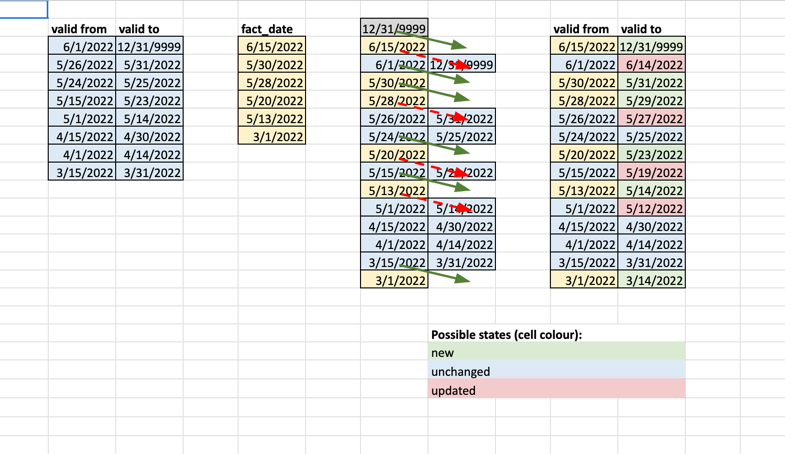 valid from valid to fact_date 12/31/9999 valid from valid to
6/1/2022 12/31/9999 6/15/2022 6/15/2022 6/15/2022 12/31/9999
5/26/2022 5/31/2022 5/30/2022 6/1/2022 12/31/9999 6/1/2022 6/14/2022
5/24/2022 5/25/2022 5/28/2022 5/30/2022 5/30/2022 5/31/2022
5/15/2022 5/23/2022 5/20/2022 5/28/2022 5/28/2022 5/29/2022
5/1/2022 5/14/2022 5/13/2022 5/26/2022 5/31/2022 5/26/2022 5/27/2022
4/15/2022 4/30/2022 3/1/2022 5/24/2022 5/25/2022 5/24/2022 5/25/2022
4/1/2022 4/14/2022 5/20/2022 5/20/2022 5/23/2022
3/15/2022 3/31/2022 5/15/2022 5/23/2022 5/15/2022 5/19/2022
5/13/2022 5/13/2022 5/14/2022
5/1/2022 5/14/2022 5/1/2022 5/12/2022
4/15/2022 4/30/2022 4/15/2022 4/30/2022
4/1/2022 4/14/2022 4/1/2022 4/14/2022
3/15/2022 3/31/2022 3/15/2022 3/31/2022
3/1/2022 3/1/2022 3/14/2022
Possible states (cell colour):
new
unchanged
updated